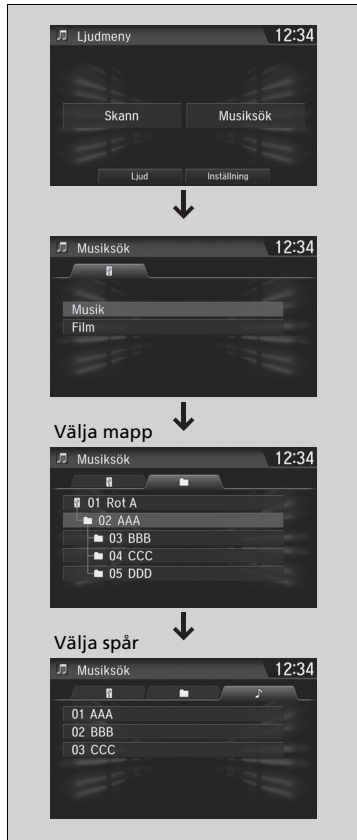 Ljudmeny 12:34
Skann Musiksök
Ljud Inställning
Musiksök 12:34
Musik
Film
Välja mapp
Musiksök 12:34
01 Rot A
02 AAA
03 BBB
04 CCC
05 DDD
Välja spår
Musiksök 12:34
01 AAA
02 BBB
03 CCC